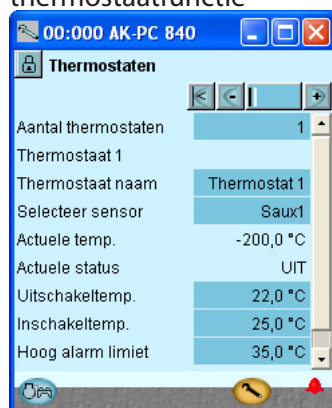 thermostaatfunctie
00:000 AK-PC 840
Thermostaten
Aantal thermostaten 1
Thermostaat 1
Thermostaat naam Thermostat 1
Selecteer sensor Saux1
Actuele temp. -200,0 °C
Actuele status UIT
Uitschakeltemp. 22,0 °C
Inschakeltemp. 25,0 °C
Hoog alarm limiet 35,0 °C